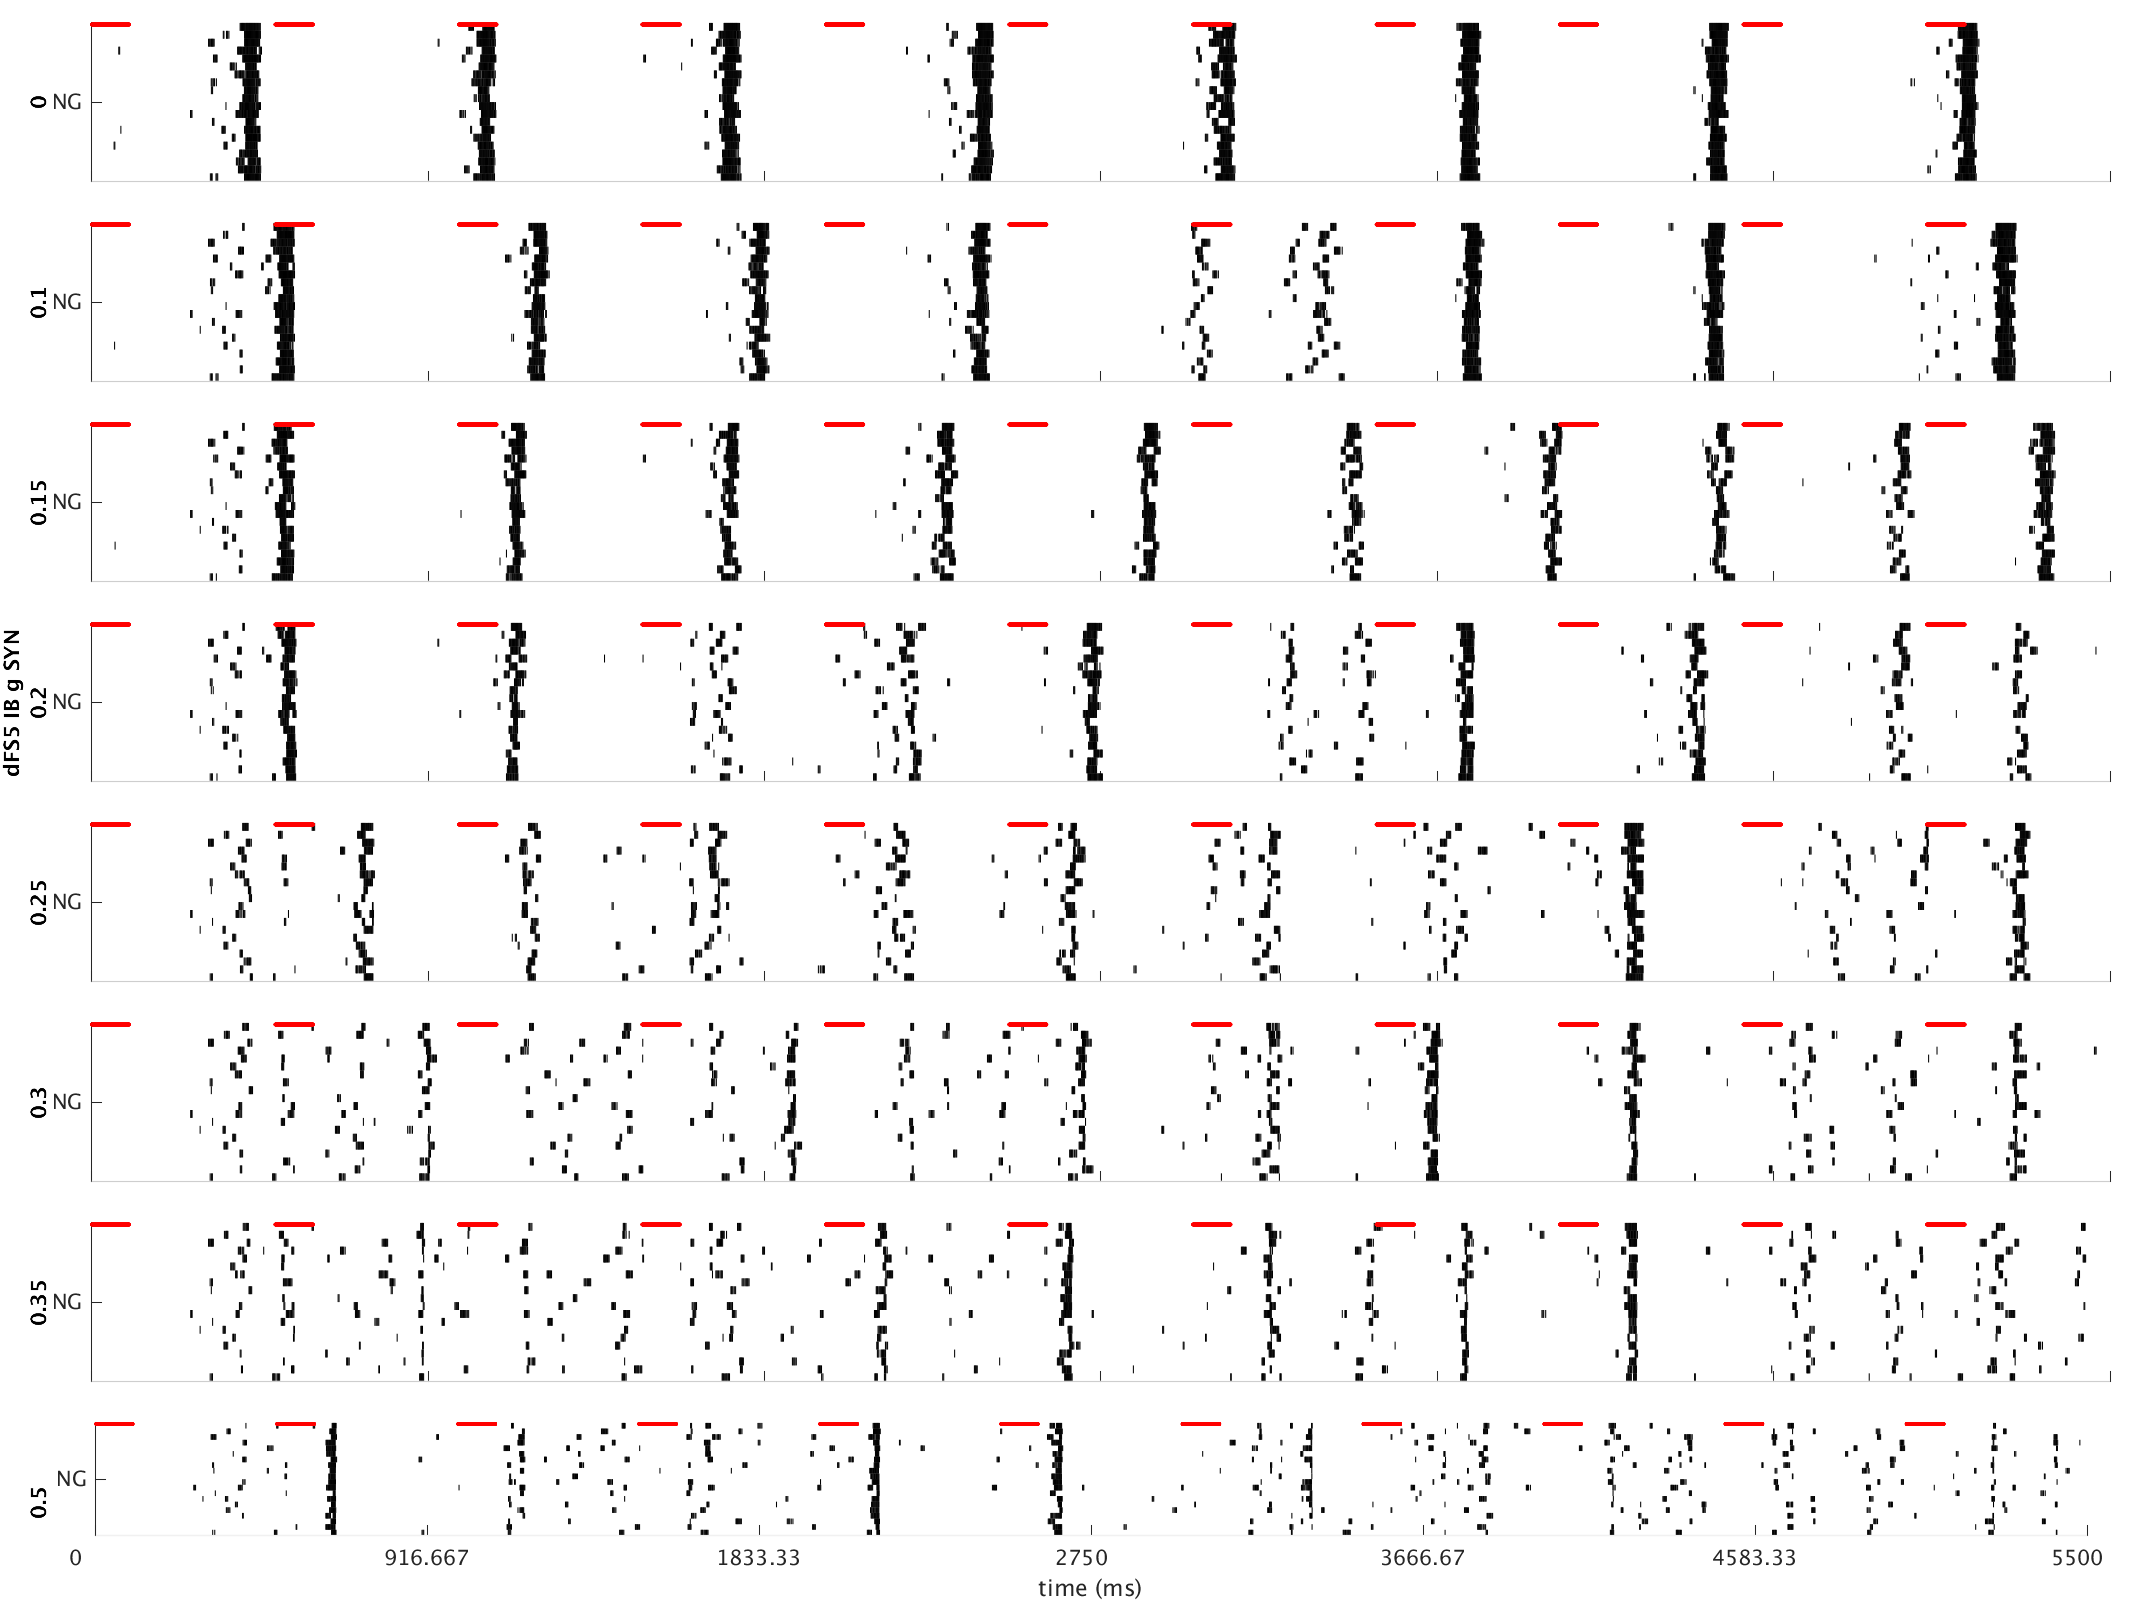 dFS5 IB g SYN
0 NG
0.1 NG
0.15 NG
0.2 NG
0.25 NG
0.3 NG
0.35 NG
0.5 NG
0 916.667 1833.33 2750 3666.67 4583.33 5500
time (ms)